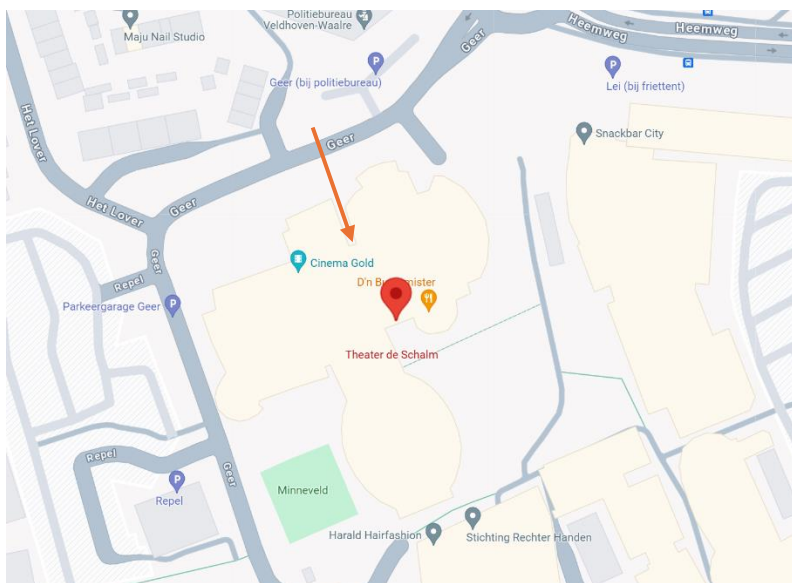 Politiebureau
Veldhoven-Waalre
Maju Nail Studio
Heemweg
Heemweg
Geer
Geer (bij politiebureau)
Lei (bij friettent)
Het Lover
Snackbar City
Geer
Het Lover
Geer
Geer
Cinema Gold
Repel
D'n
mister
Parkeergarage Geer
Theater de Schalm
Repel
Geer
Minneveld
Repel
Harald Hairfashion
Stichting Rechter Handen